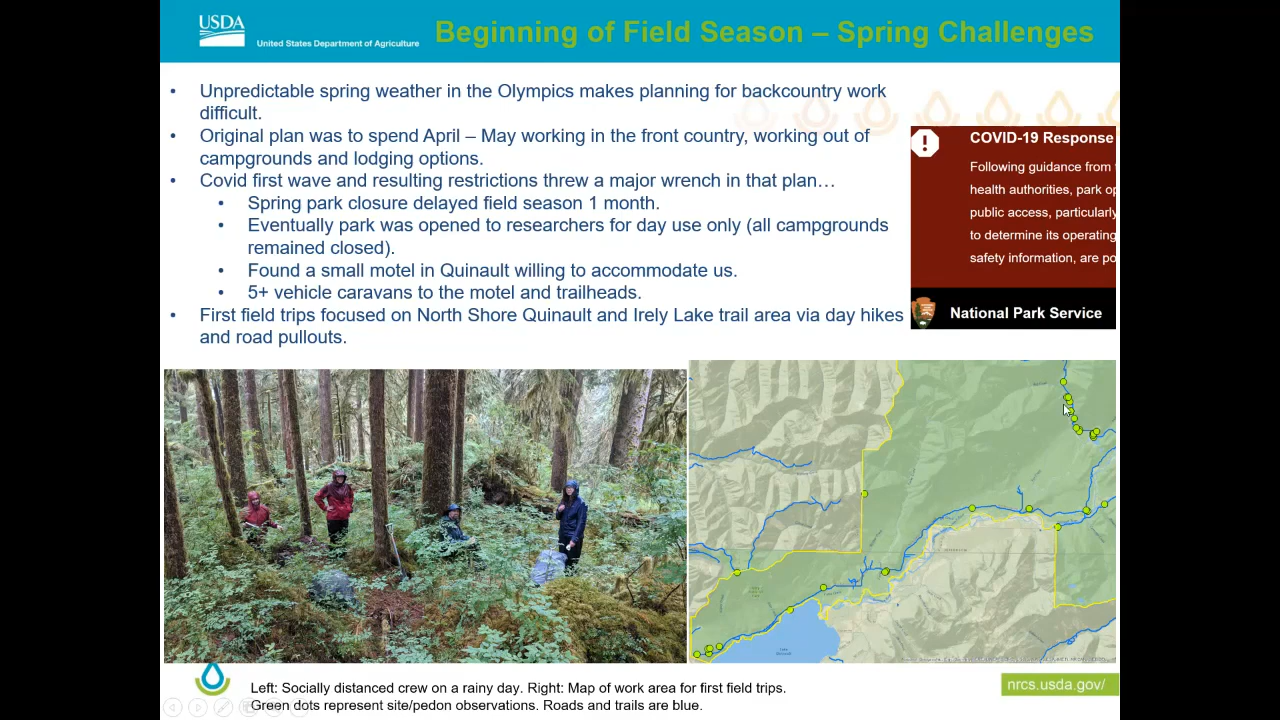 USDA
United States Department of Agriculture
Beginning of Field Season – Spring Challenges
• Unpredictable spring weather in the Olympics makes planning for backcountry work
difficult.
• Original plan was to spend April – May working in the front country, working out of
campgrounds and lodging options.
• Covid first wave and resulting restrictions threw a major wrench in that plan…
• Spring park closure delayed field season 1 month.
• Eventually park was opened to researchers for day use only (all campgrounds
remained closed).
• Found a small motel in Quinault willing to accommodate us.
• 5+ vehicle caravans to the motel and trailheads.
• First field trips focused on North Shore Quinault and Irely Lake trail area via day hikes
and road pullouts.
COVID-19 Response
Following guidance from
health authorities, park op
public access, particularly
to determine its operating
safety information, are po
National Park Service
Left: Socially distanced crew on a rainy day. Right: Map of work area for first field trips.
Green dots represent site/pedon observations. Roads and trails are blue.
nrcs.usda.gov/